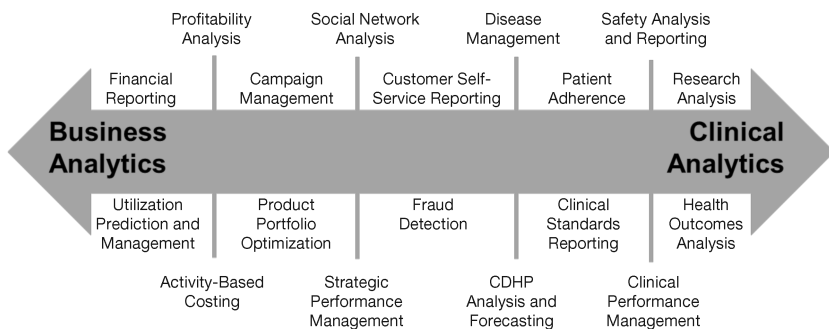 Profitability
Analysis
Social Network
Analysis
Disease
Management
Safety Analysis
and Reporting
Financial
Reporting
Campaign
Management
Customer Self-
Service Reporting
Patient
Adherence
Research
Analysis
Business
Analytics
Clinical
Analytics
Utilization
Prediction and
Management
Product
Portfolio
Optimization
Fraud
Detection
Clinical
Standards
Reporting
Health
Outcomes
Analysis
Activity-Based
Costing
Strategic
Performance
Management
CDHP
Analysis and
Forecasting
Clinical
Performance
Management